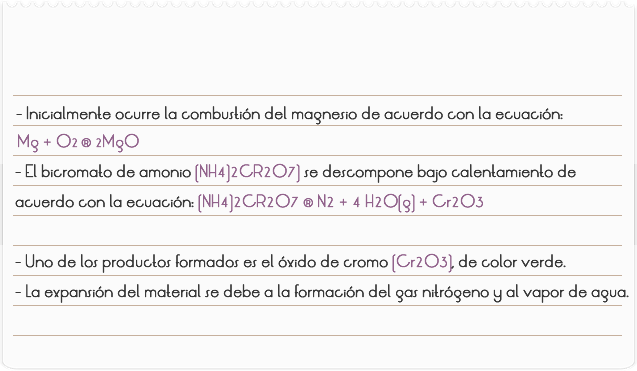 - Inicialmente ocurre la combustión del magnesio de acuerdo con la ecuación:
Mg + O2 ® 2MgO
- El bicromato de amonio (NH4)2CR2O7) se descompone bajo calentamiento de
acuerdo con la ecuación: (NH4)2CR2O7 ® N2 + 4 H2O(g) + Cr2O3
- Uno de los productos formados es el óxido de cromo (Cr2O3), de color verde.
- La expansión del material se debe a la formación del gas nitrógeno y al vapor de agua.